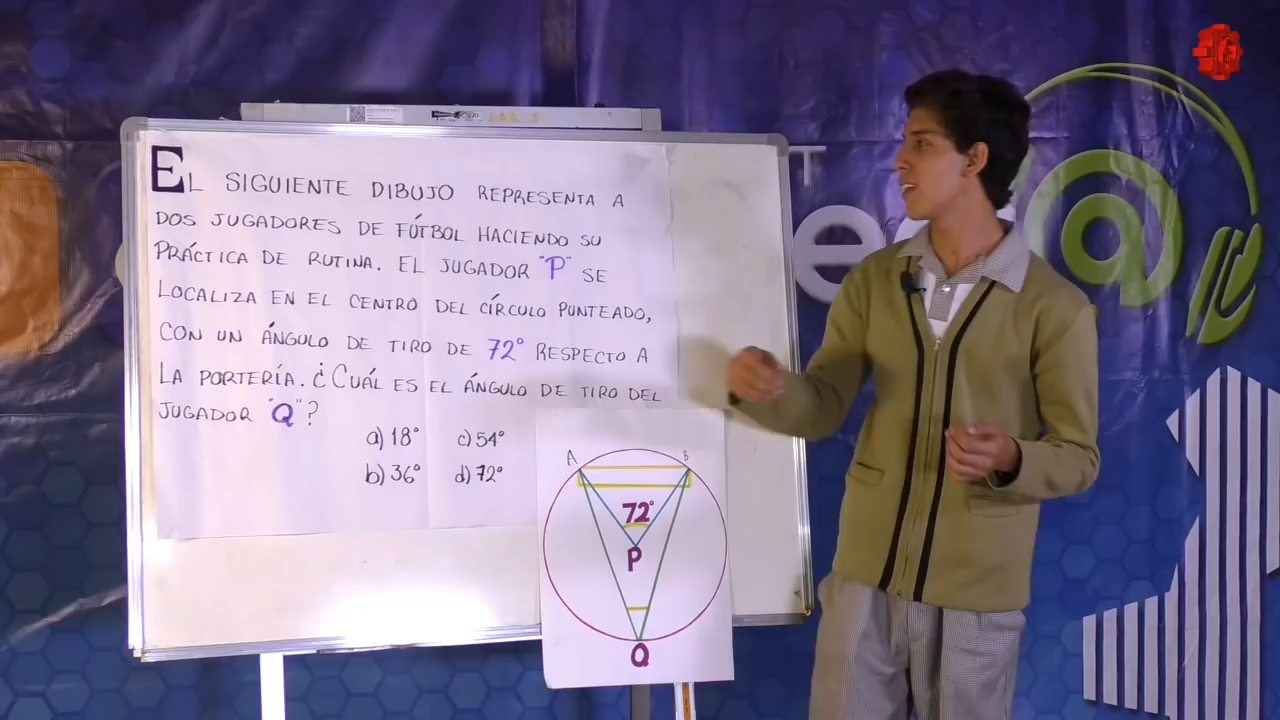 EL SIGUIENTE DIBUJO REPRESENTA A
DOS JUGADORES DE FÚTBOL HACIENDO SU
PRÁCTICA DE RUTINA. EL JUGADOR "P" SE
LOCALIZA EN EL CENTRO DEL CÍRCULO PUNTEADO,
CON UN ÁNGULO DE TIRO DE 72° RESPECTO A
LA PORTERÍA. ¿CUÁL ES EL ÁNGULO DE TIRO DEL
JUGADOR "Q"?
a) 18° c) 54°
b) 36° d) 72°
A B
72°
P
Q